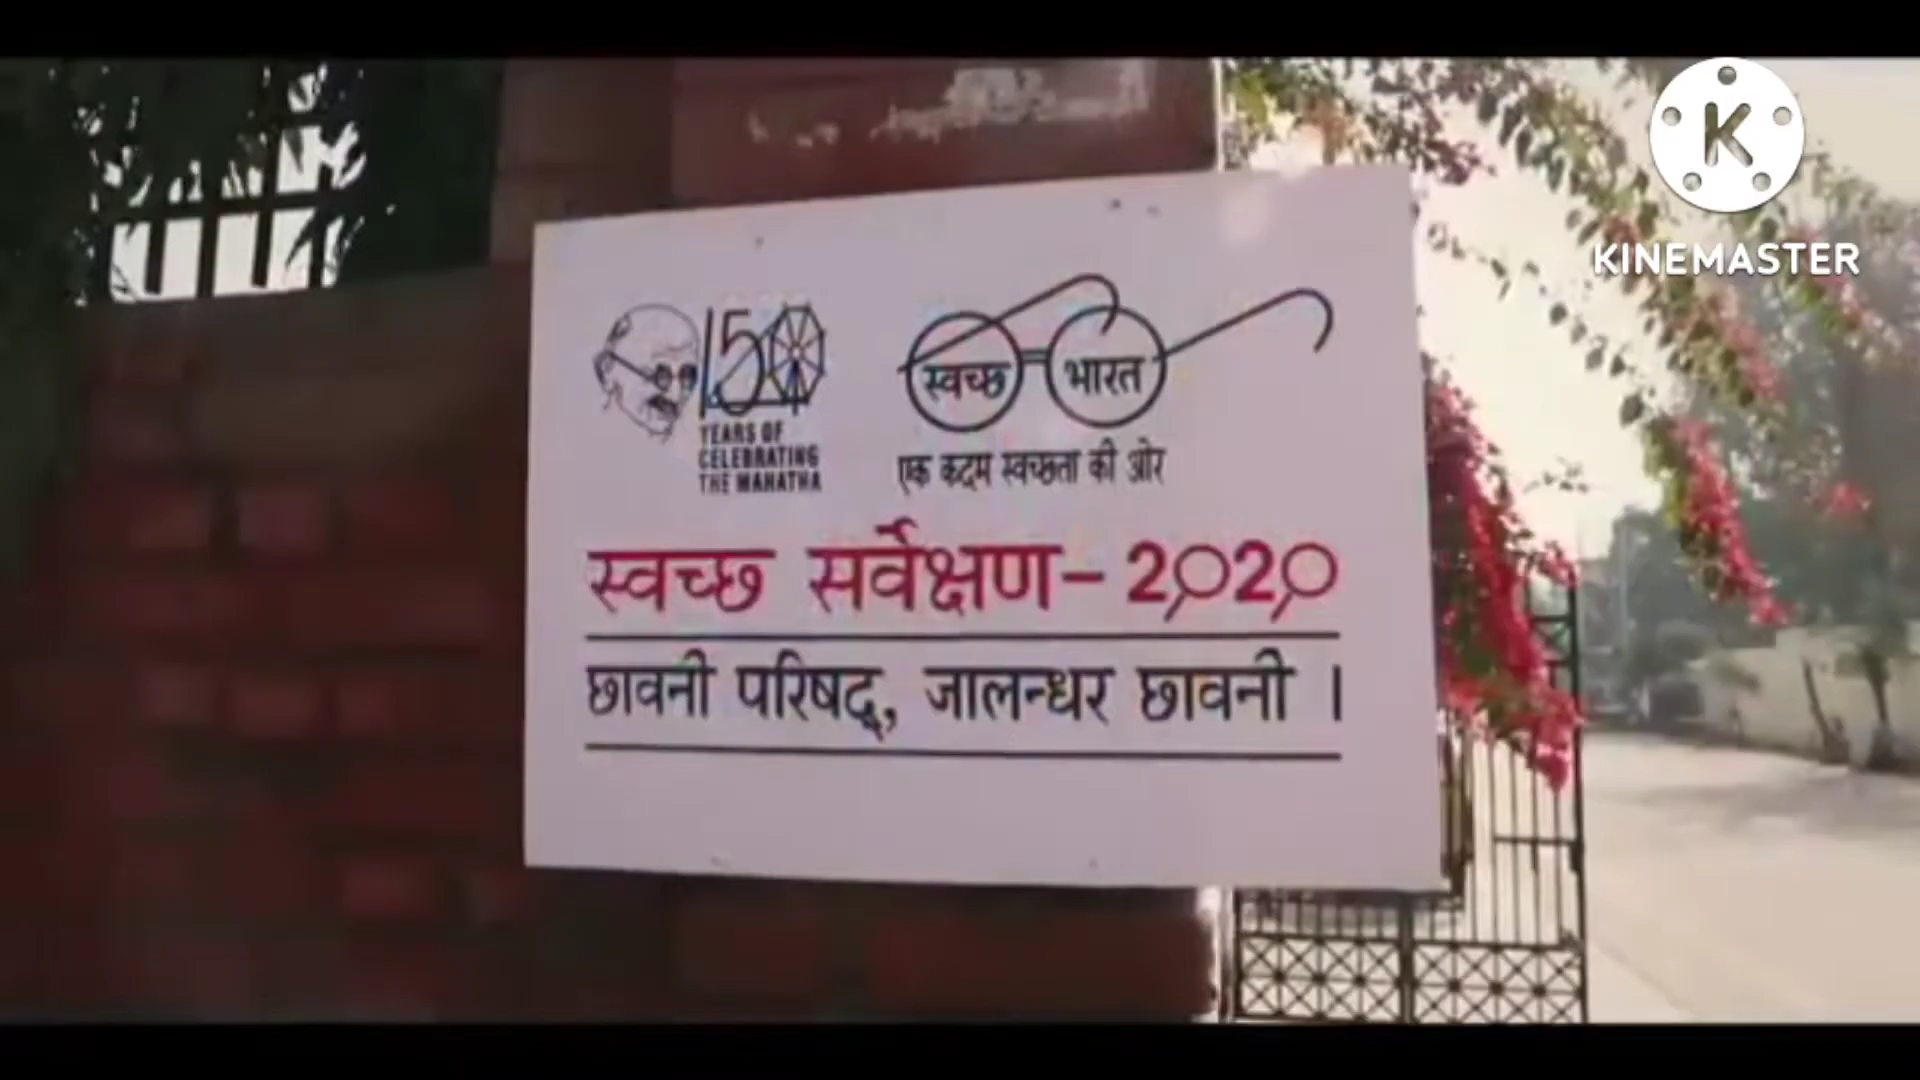 K
KINEMASTER
150
YEARS OF
CELEBRATING
THE MAHATMA
स्वच्छ भारत
एक कदम स्वच्छता की ओर
स्वच्छ सर्वेक्षण - 2020
छावनी परिषद्, जालन्धर छावनी ।